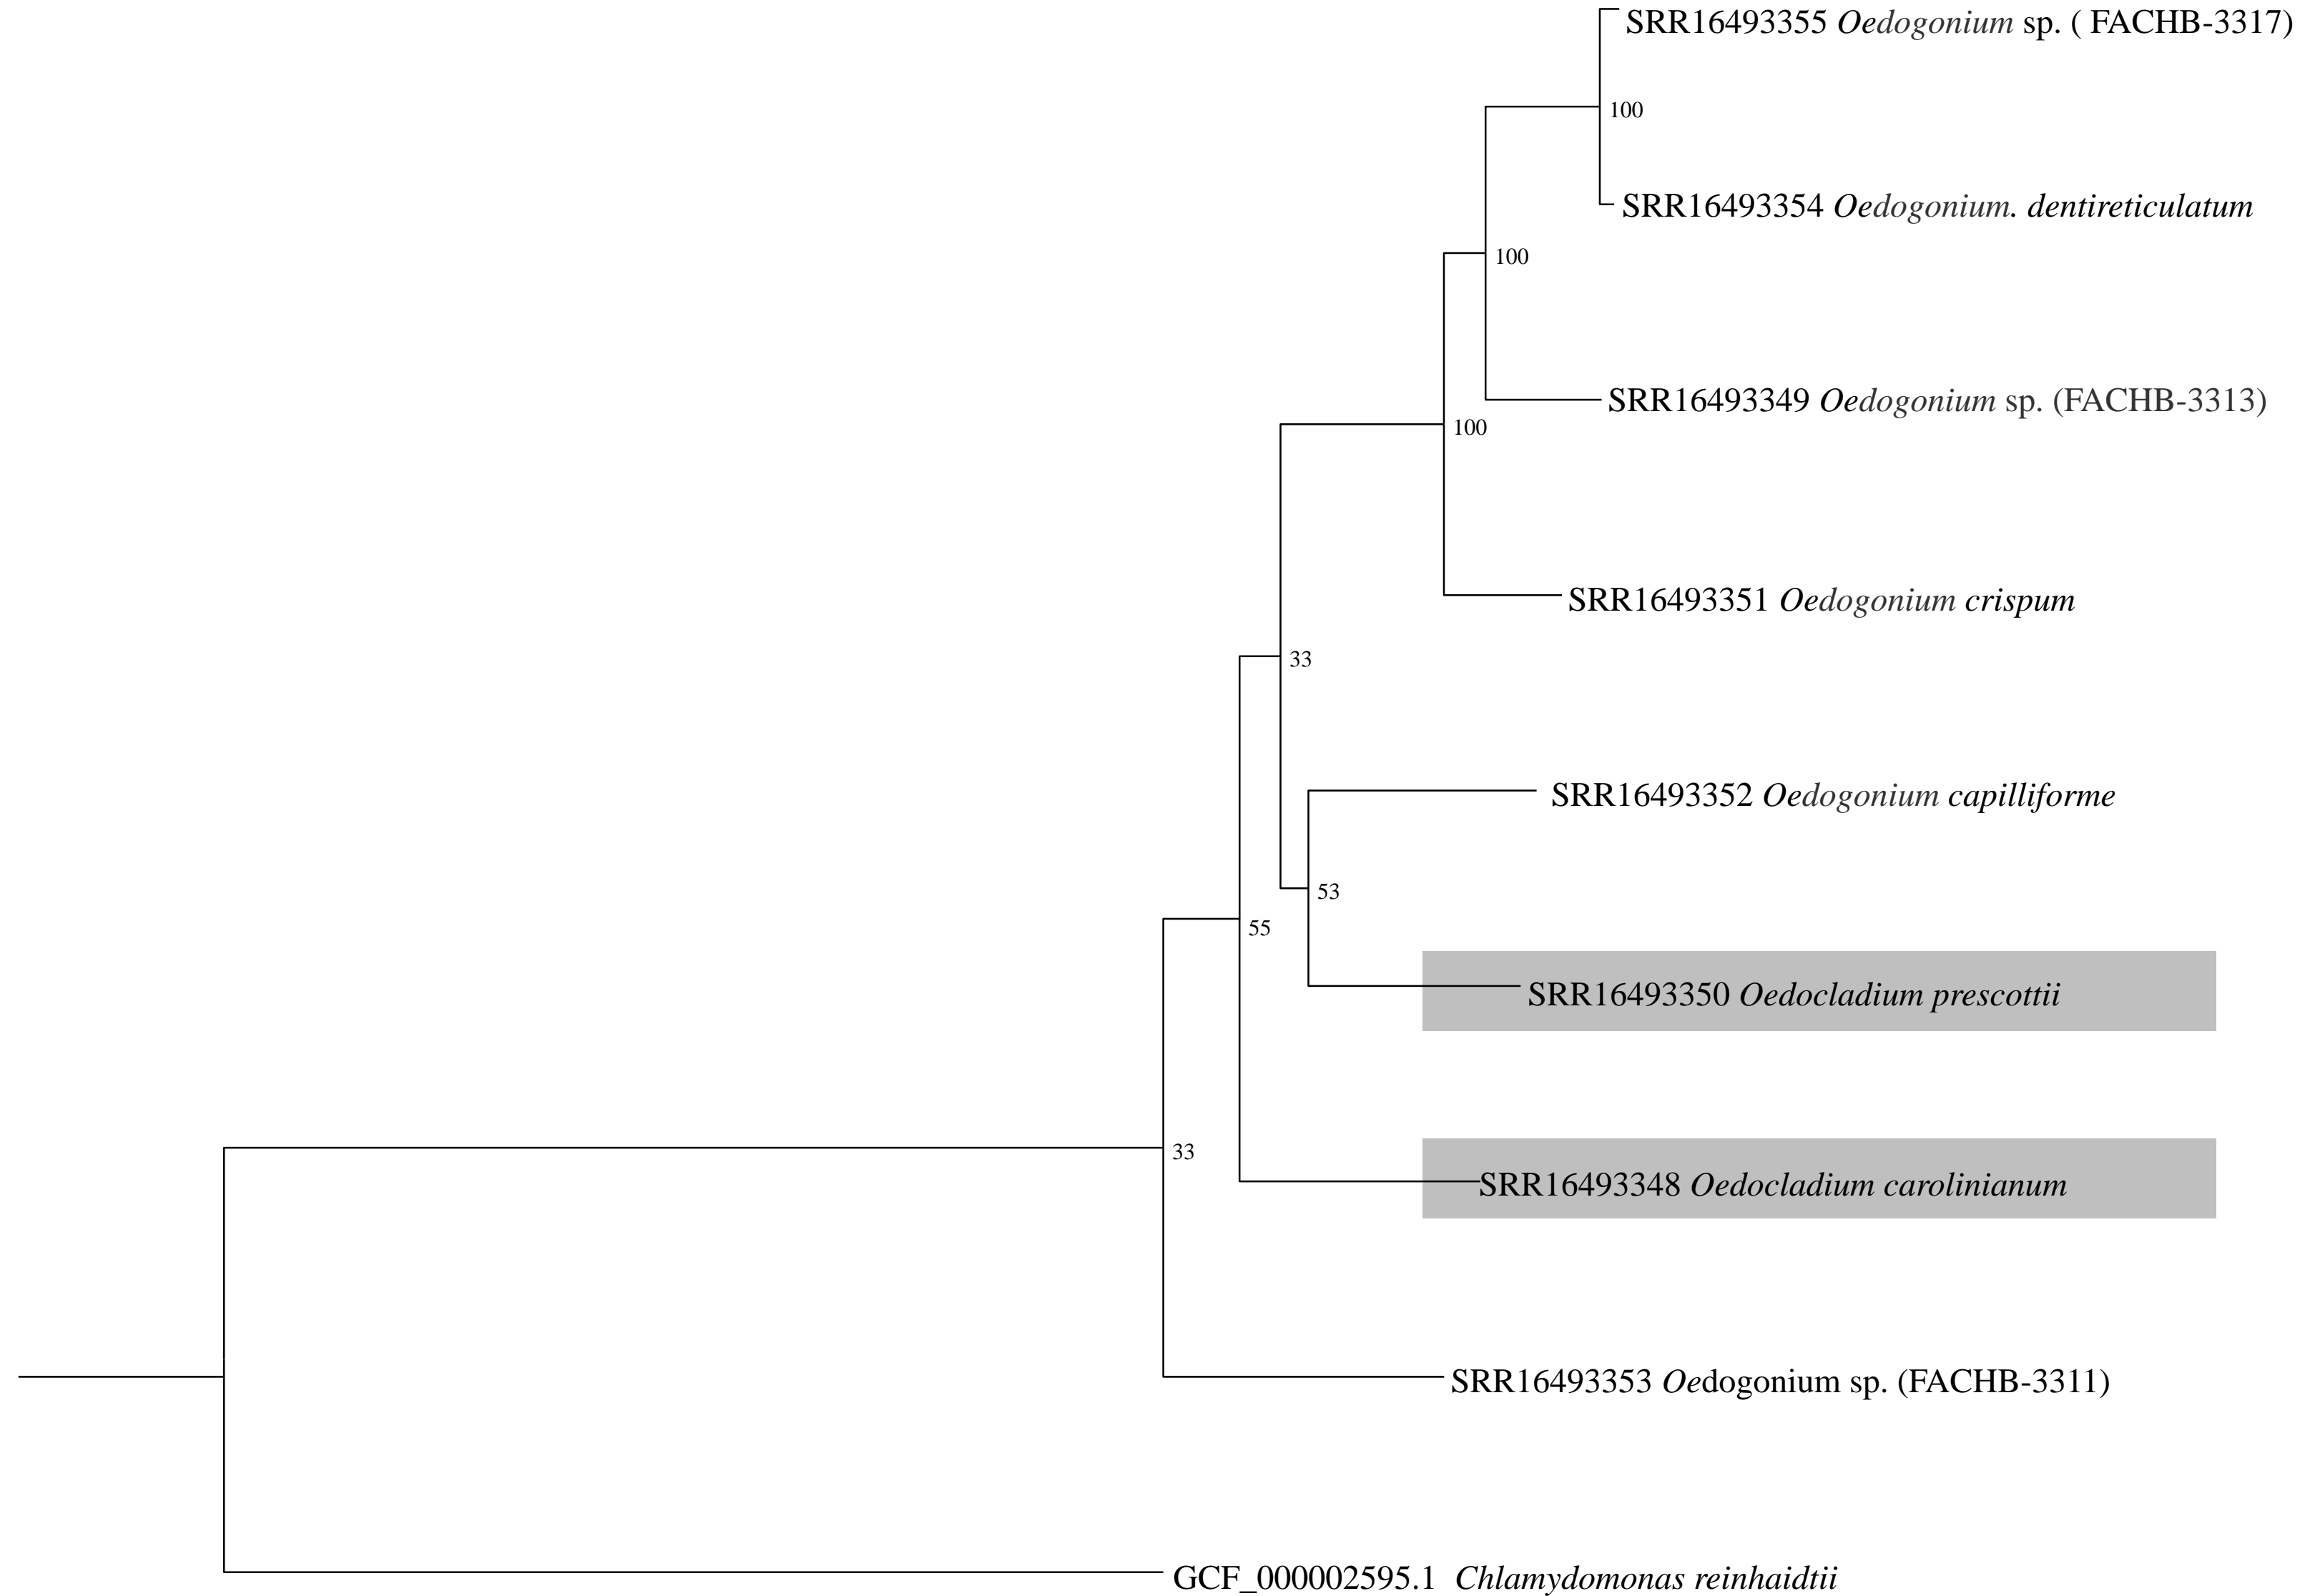 SRR16493355 Oedogonium sp. ( FACHB-3317)
100
SRR16493354 Oedogonium. dentireticulatum
100
SRR16493349 Oedogonium sp. (FACHB-3313)
100
SRR16493351 Oedogonium crispum
33
SRR16493352 Oedogonium capilliforme
53
55
SRR16493350 Oedocladium prescottii
33
SRR16493348 Oedocladium carolinianum
SRR16493353 Oedogonium sp. (FACHB-3311)
GCF_000002595.1 Chlamydomonas reinhaidtii